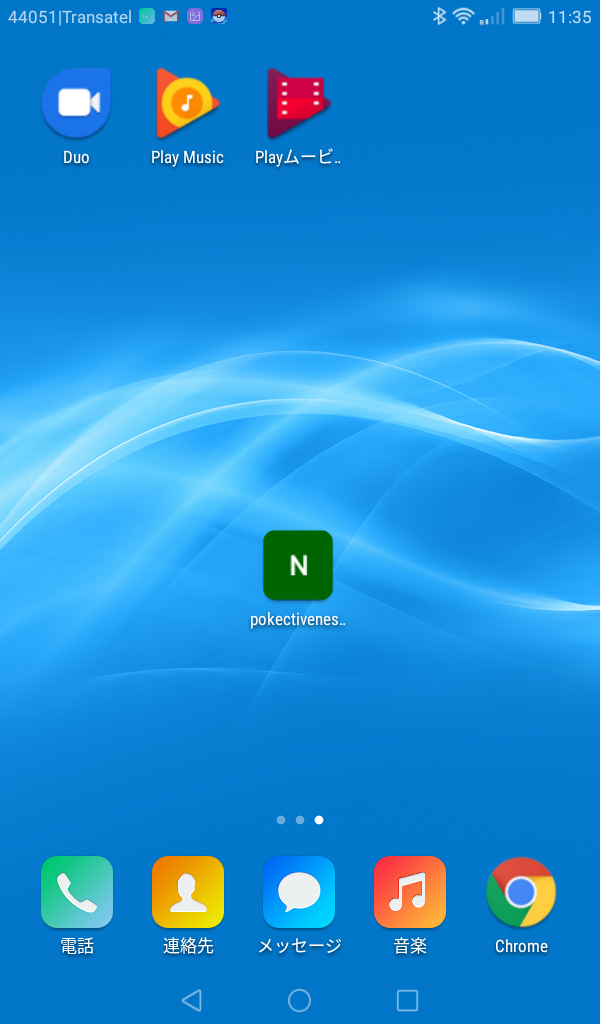 44051|Transatel
11:35
Duo
Play Music
Playムービ..
N
pokectivenes..
電話
連絡先
メッセージ
音楽
Chrome